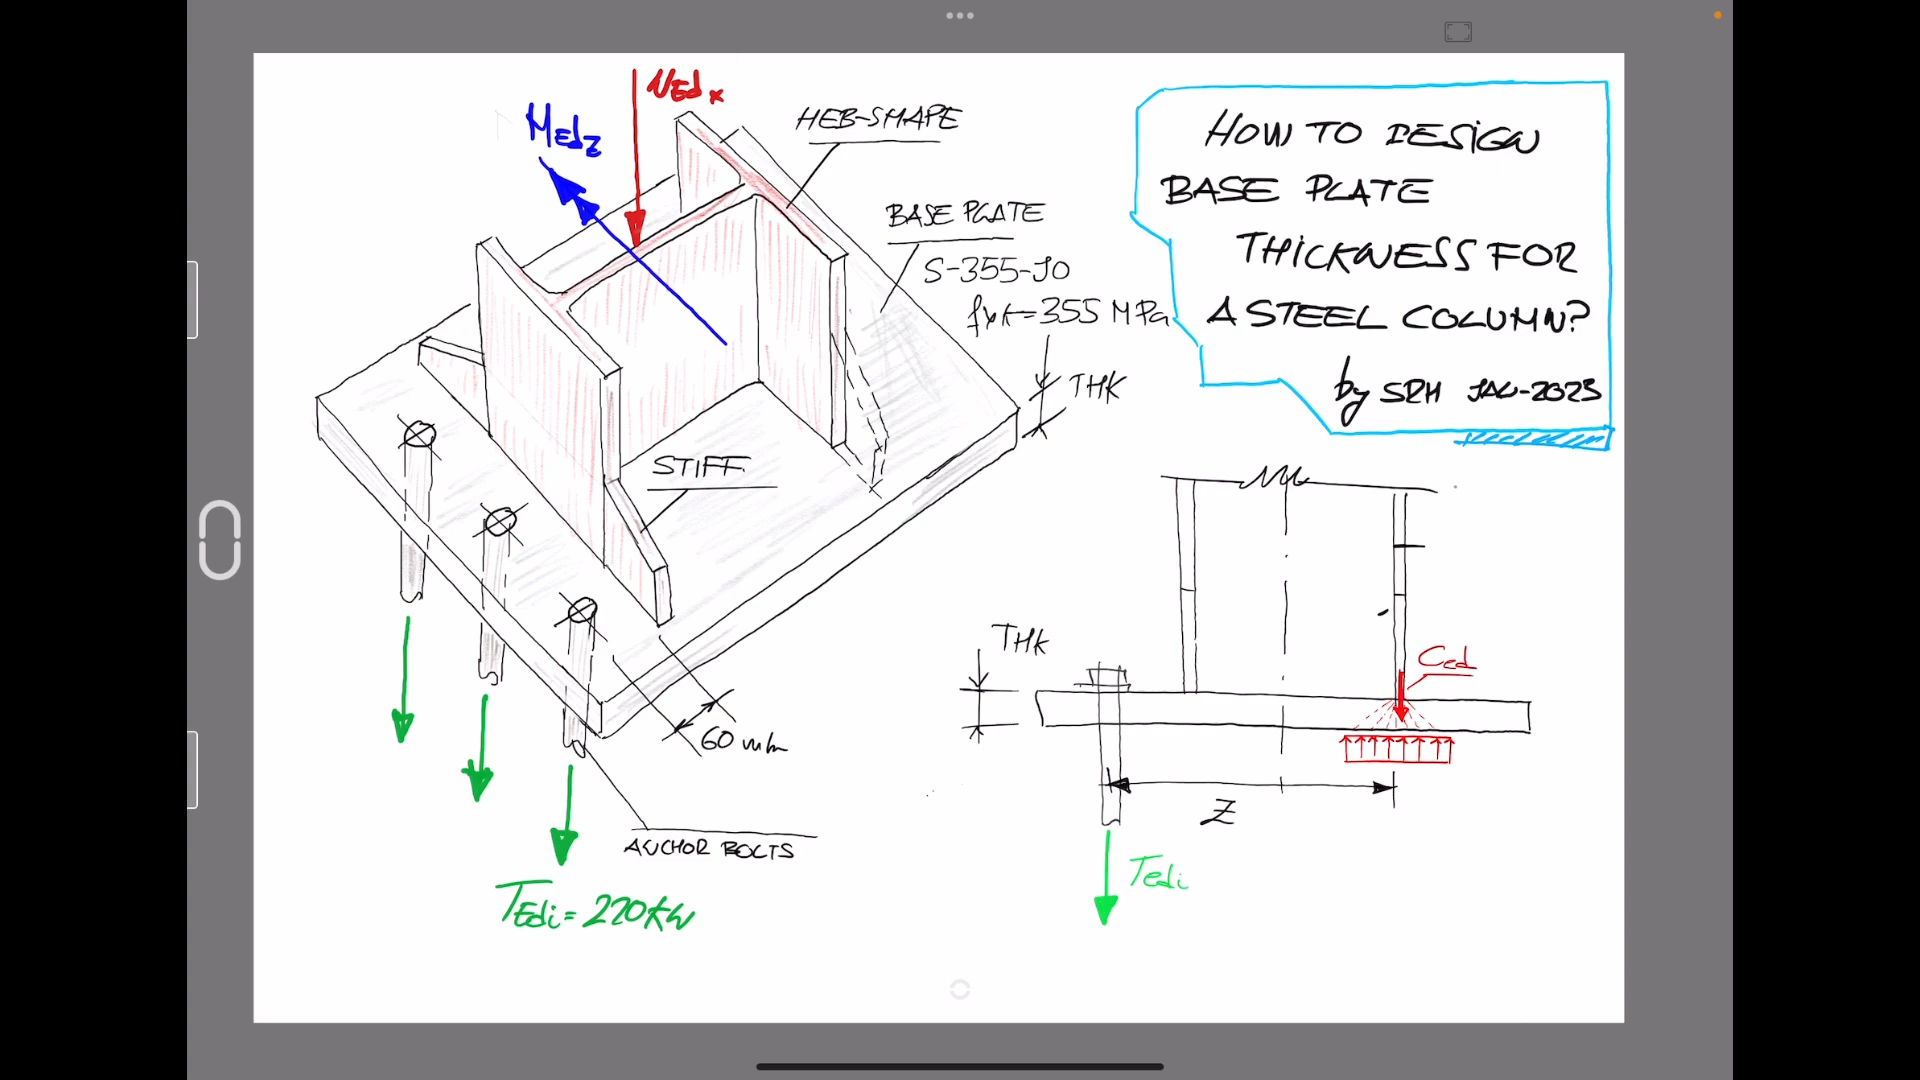 HOW TO DESIGN
BASE PLATE
THICKNESS FOR
A STEEL COLUMN?
by SRH JAN-2023
MEdz
NEdx
HEB-SHAPE
BASE PLATE
S-355-J0
fyk=355 MPa
THK
STIFF.
60 mm
ANCHOR BOLTS
TEdi=220kN
THK
Ced
Z
Tedi